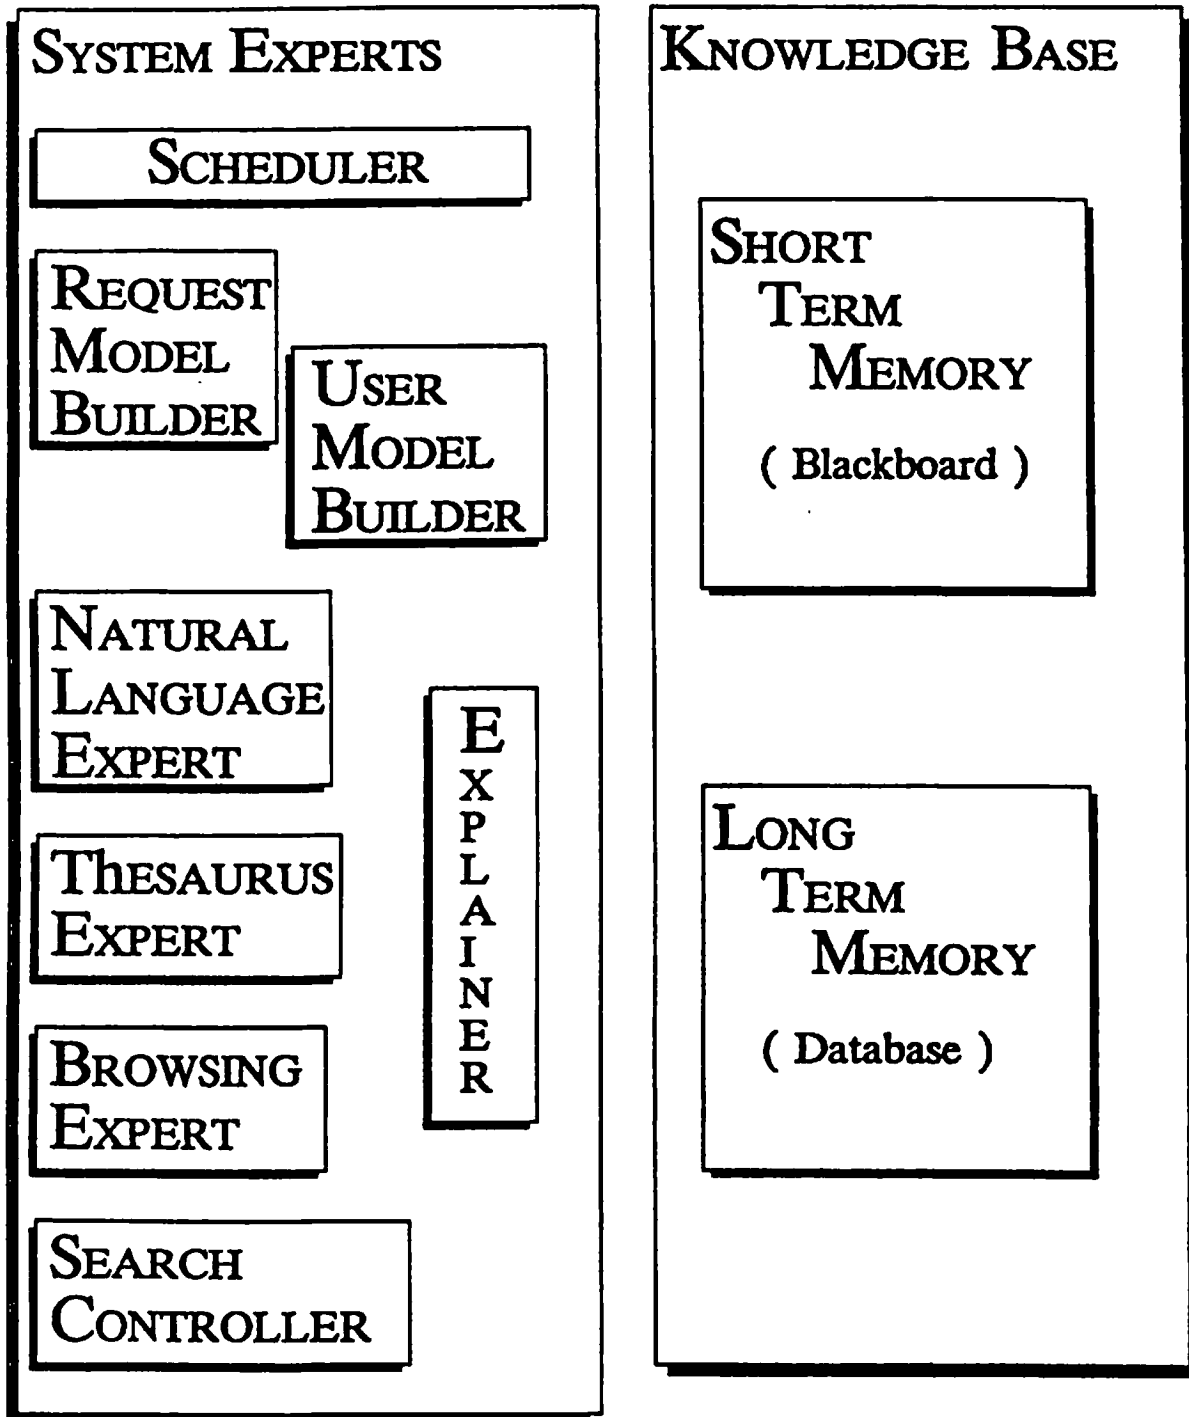 SYSTEM EXPERTS
SCHEDULER
REQUEST
MODEL
BUILDER
USER
MODEL
BUILDER
NATURAL
LANGUAGE
EXPERT
EXPLAINER
THESAURUS
EXPERT
BROWSING
EXPERT
SEARCH
CONTROLLER
KNOWLEDGE BASE
SHORT
TERM
MEMORY
( Blackboard )
LONG
TERM
MEMORY
( Database )